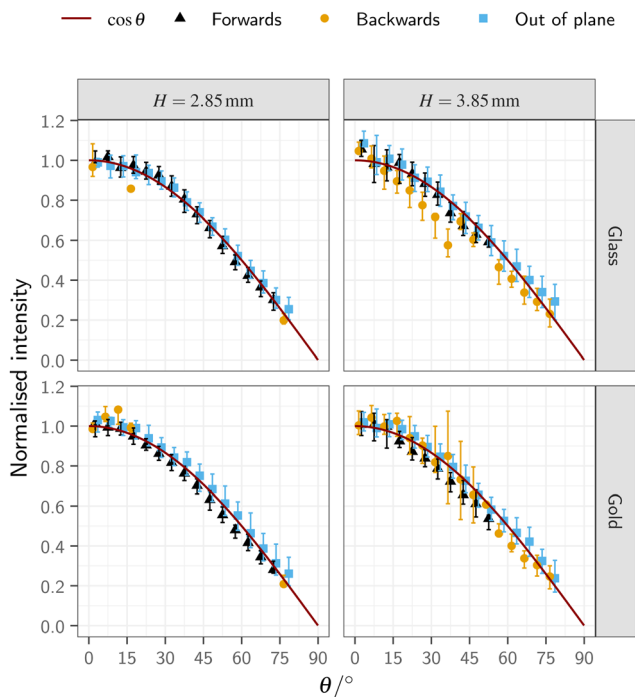 cos θ Forwards Backwards Out of plane
H = 2.85 mm H = 3.85 mm
1.2
1.0
0.8
0.6
0.4
0.2
0.0
Glass
1.2
1.0
0.8
0.6
0.4
0.2
0.0
Gold
Normalised intensity
0 15 30 45 60 75 90 0 15 30 45 60 75 90
θ/°